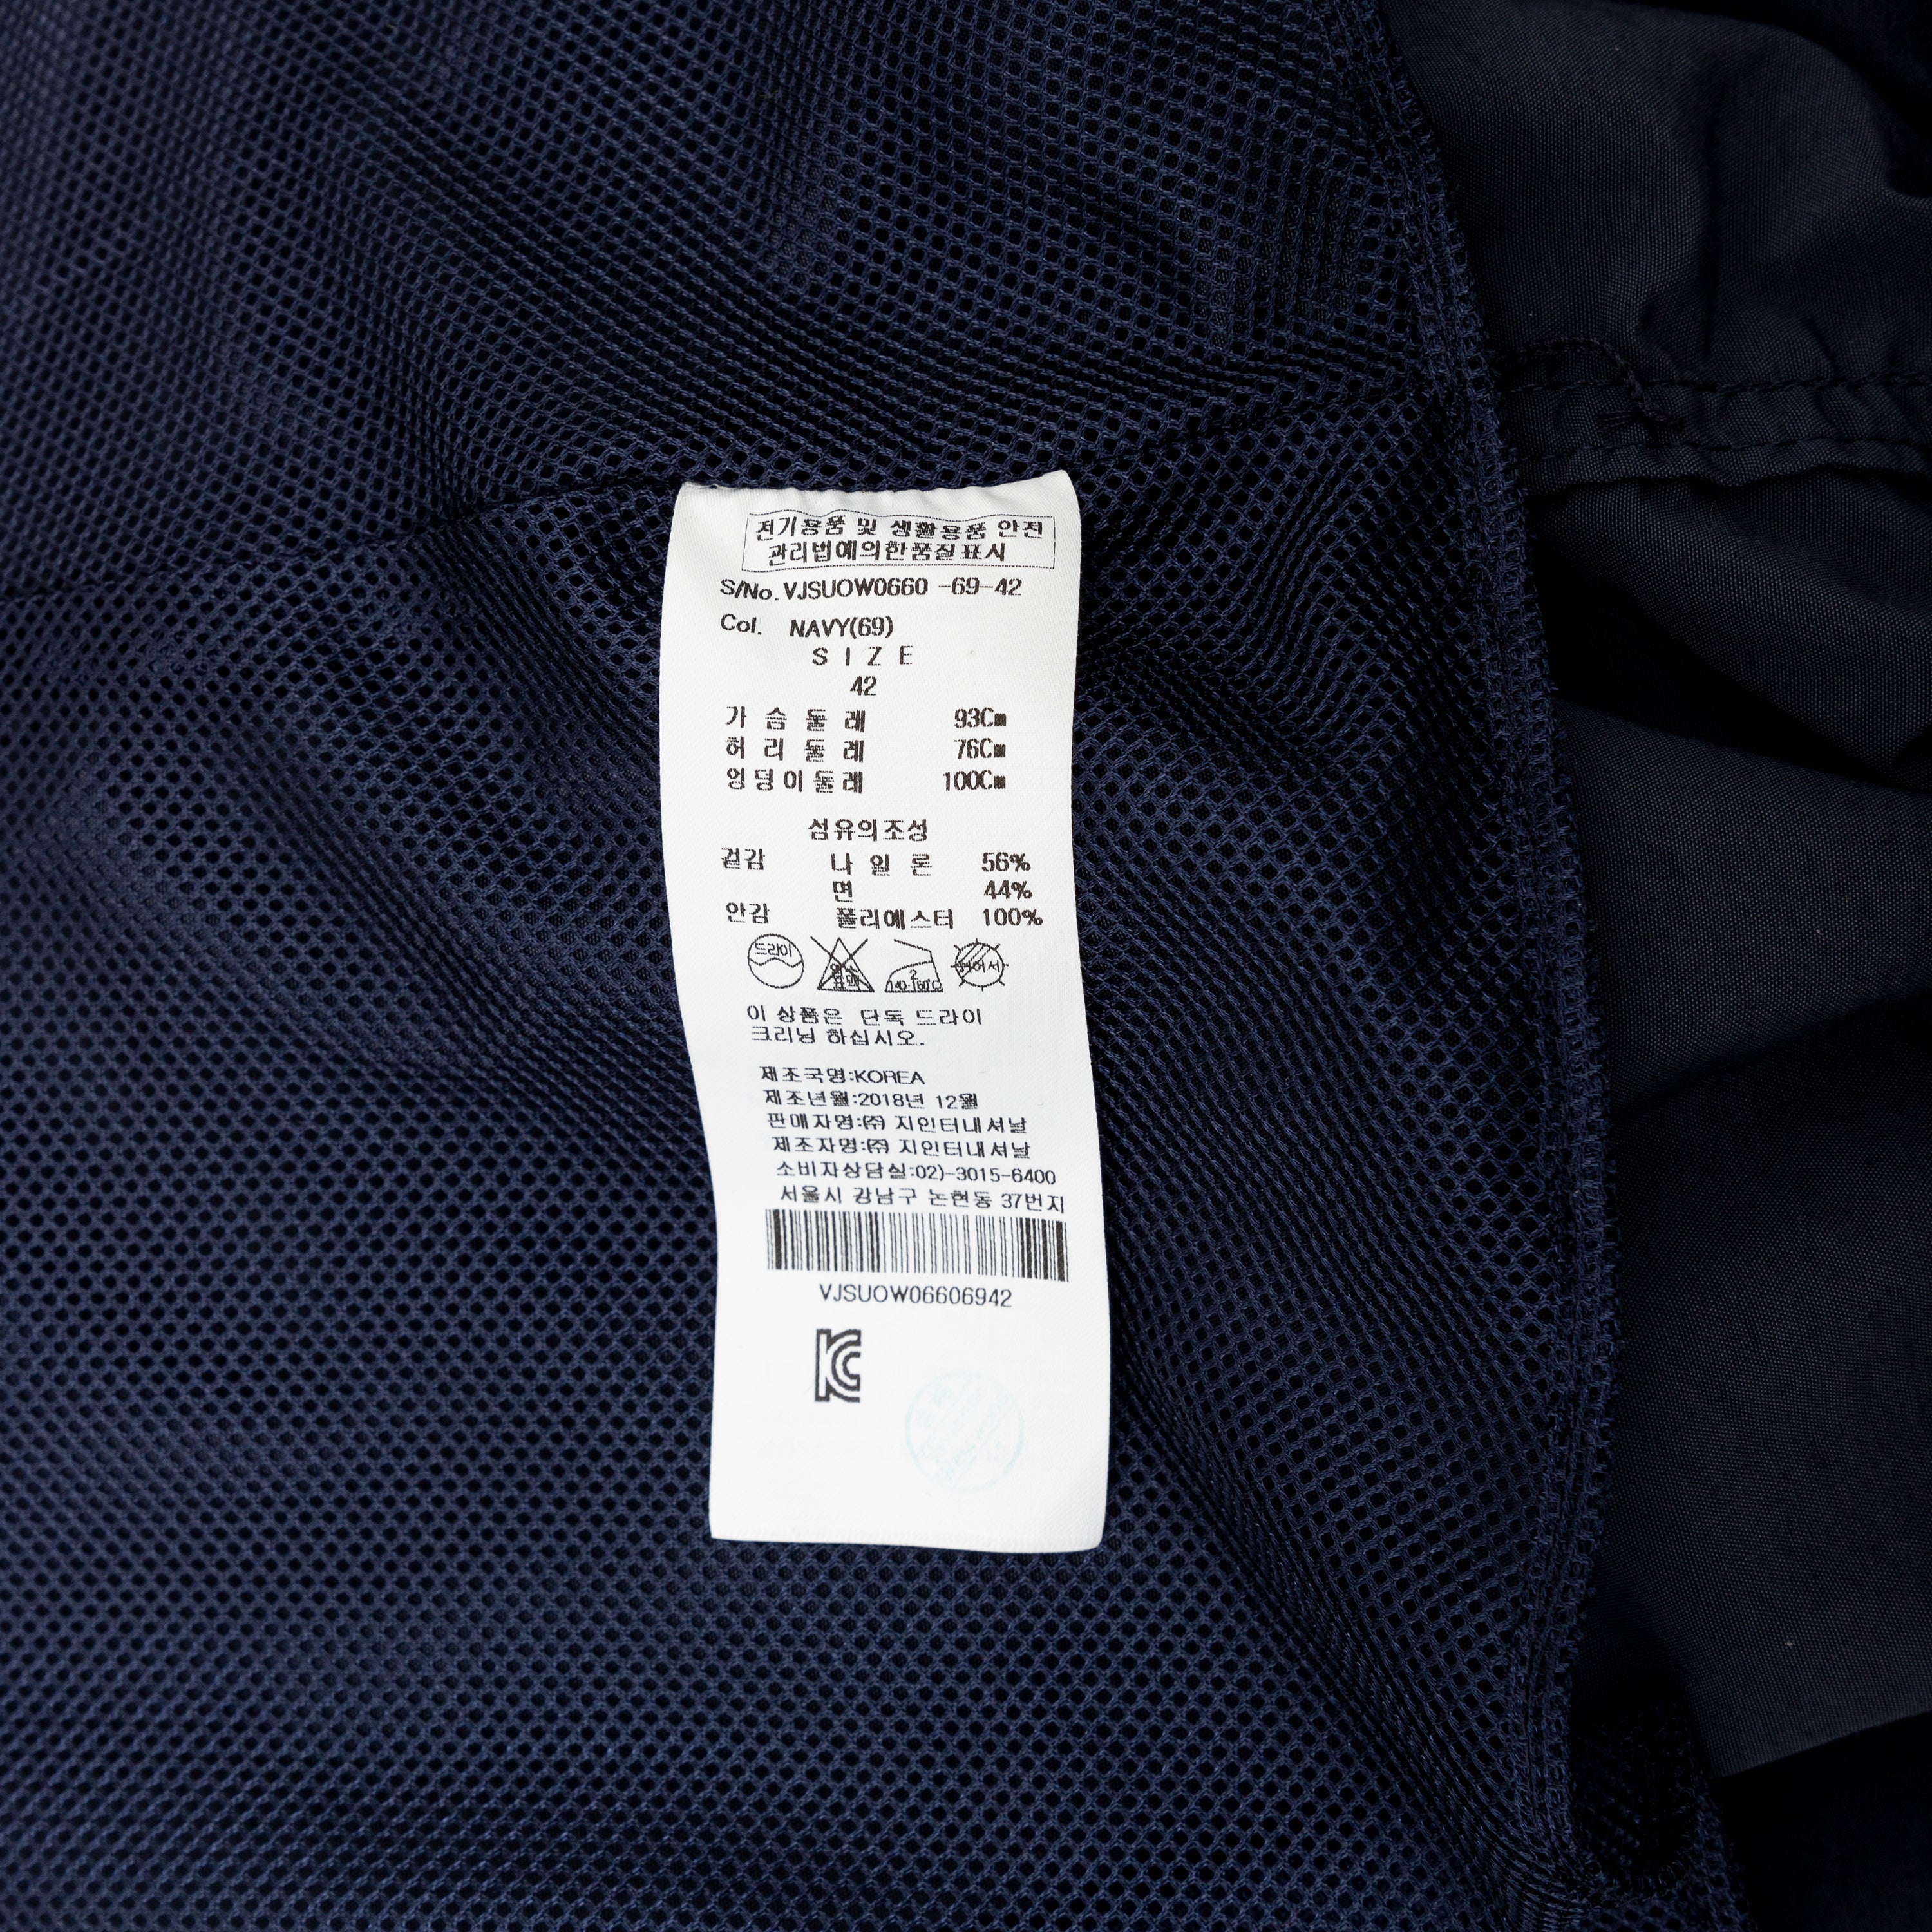 전기용품 및 생활용품 안전
관리법에의한품질표시
S/No. VJSUOW0660 -69-42
Col. NAVY(69)
S I Z E
42
가 슴 둘 레 93Cm
허 리 둘 레 76Cm
엉덩이둘레 100Cm
섬유의조성
겉감 나 일 론 56%
면 44%
안감 폴리에스터 100%
드라이
2
140-160℃
이 상품은 단독 드라이
크리닝 하십시오.
제조국명:KOREA
제조년월:2018년 12월
판매자명:㈜ 지인터내셔날
제조자명:㈜ 지인터내셔날
소비자상담실:02)-3015-6400
서울시 강남구 논현동 37번지
VJSUOW06606942
KC